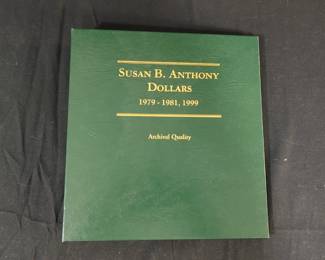 Susan B. Anthony
Dollars
1979 - 1981, 1999
Archival Quality